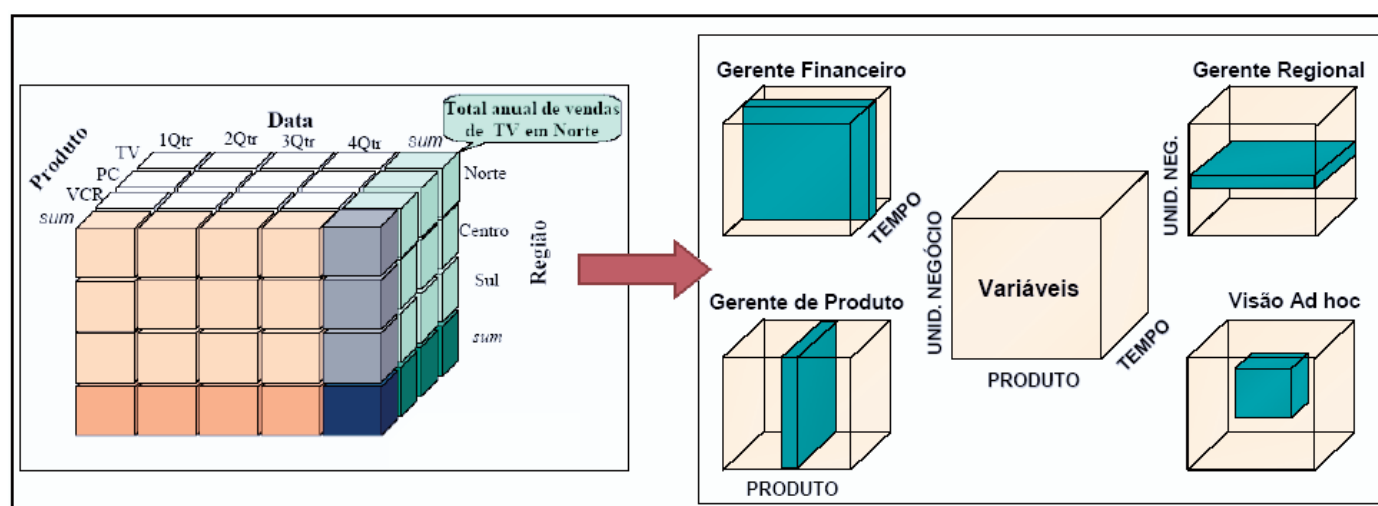 Total anual de vendas
de TV em Norte
Data
Produto
1Qtr
2Qtr
3Qtr
4Qtr
sum
TV
PC
VCR
sum
Norte
Centro
Sul
sum
Região
Gerente Financeiro
TEMPO
Gerente Regional
UNID. NEG.
UNID. NEGÓCIO
Variáveis
TEMPO
PRODUTO
Gerente de Produto
PRODUTO
Visão Ad hoc